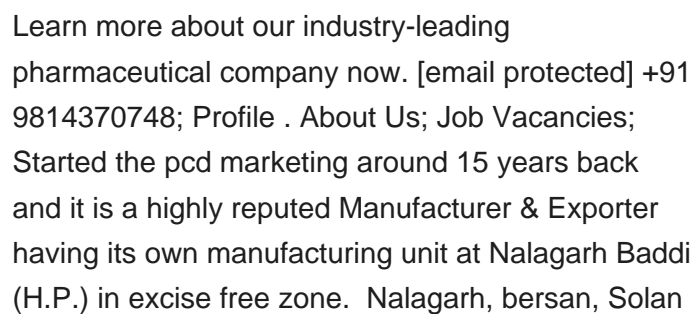 Learn more about our industry-leading
pharmaceutical company now. [email protected] +91
9814370748; Profile . About Us; Job Vacancies;
Started the pcd marketing around 15 years back
and it is a highly reputed Manufacturer & Exporter
having its own manufacturing unit at Nalagarh Baddi
(H.P.) in excise free zone.  Nalagarh, bersan, Solan